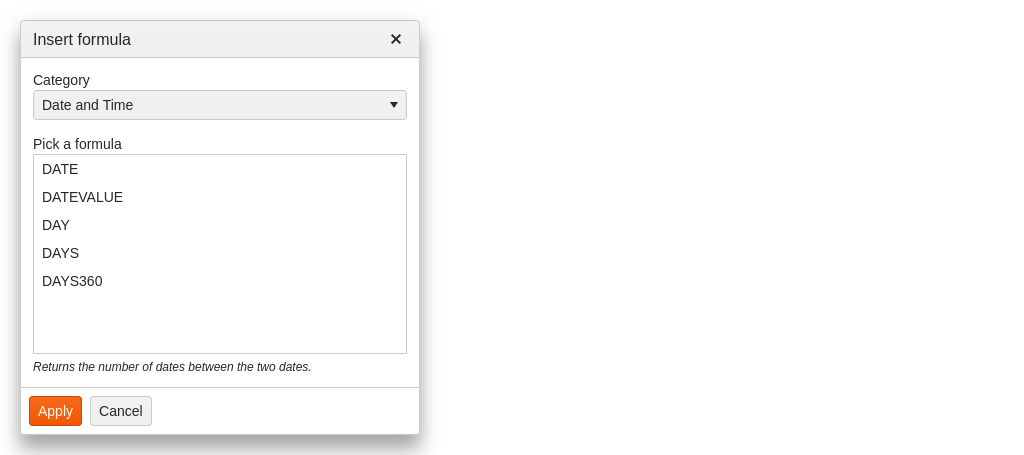 Insert formula
Category
Date and Time
Pick a formula
DATE
DATEVALUE
DAY
DAYS
DAYS360
Returns the number of dates between the two dates.
Apply Cancel